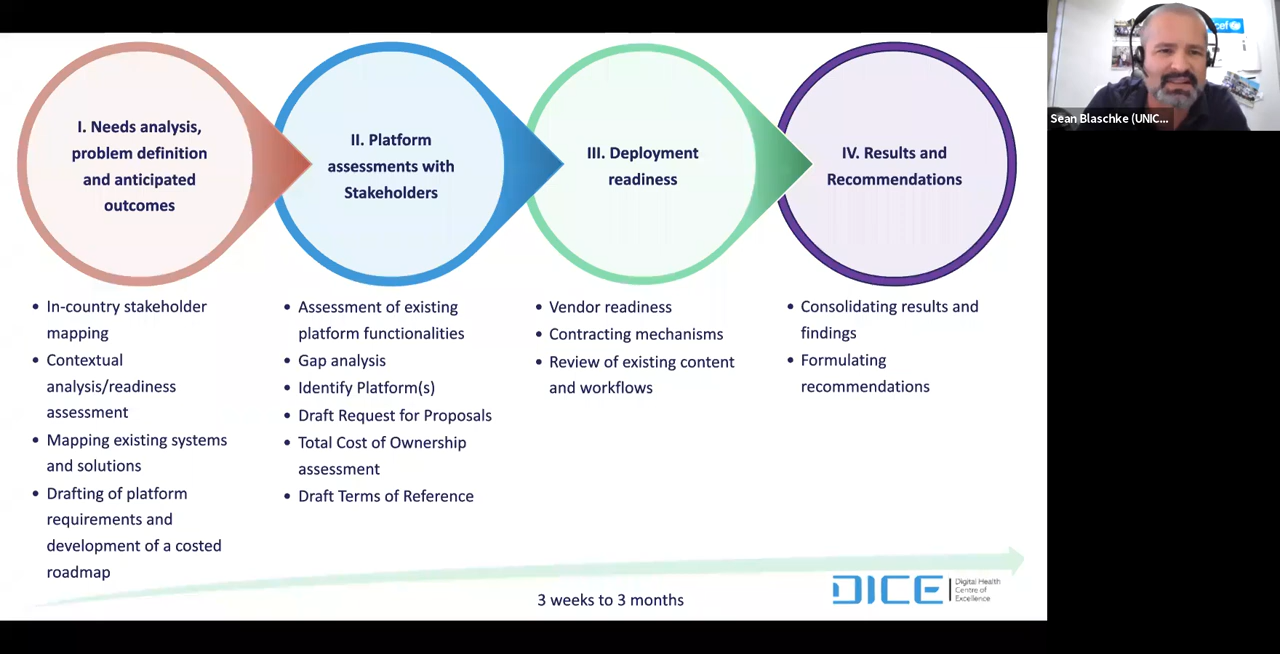 I. Needs analysis,
problem definition
and anticipated
outcomes
II. Platform
assessments with
Stakeholders
III. Deployment
readiness
IV. Results and
Recommendations
• In-country stakeholder
mapping
• Contextual
analysis/readiness
assessment
• Mapping existing systems
and solutions
• Drafting of platform
requirements and
development of a costed
roadmap
• Assessment of existing
platform functionalities
• Gap analysis
• Identify Platform(s)
• Draft Request for Proposals
• Total Cost of Ownership
assessment
• Draft Terms of Reference
• Vendor readiness
• Contracting mechanisms
• Review of existing content
and workflows
• Consolidating results and
findings
• Formulating
recommendations
3 weeks to 3 months
DICE
Digital Health
Centre of
Excellence
cef
Sean Blaschke (UNIC...